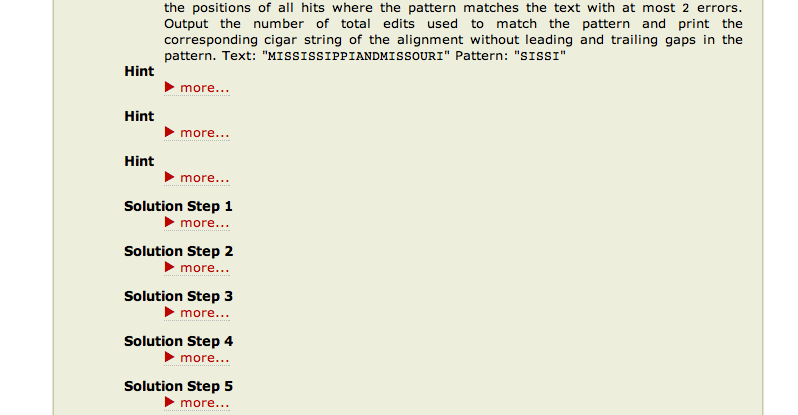 the positions of all hits where the pattern matches the text with at most 2 errors.
Output the number of total edits used to match the pattern and print the
corresponding cigar string of the alignment without leading and trailing gaps in the
pattern. Text: "MISSISSIPPIANDMISSOURI" Pattern: "SISSI"
Hint
▶ more...
Hint
▶ more...
Hint
▶ more...
Solution Step 1
▶ more...
Solution Step 2
▶ more...
Solution Step 3
▶ more...
Solution Step 4
▶ more...
Solution Step 5
▶ more...